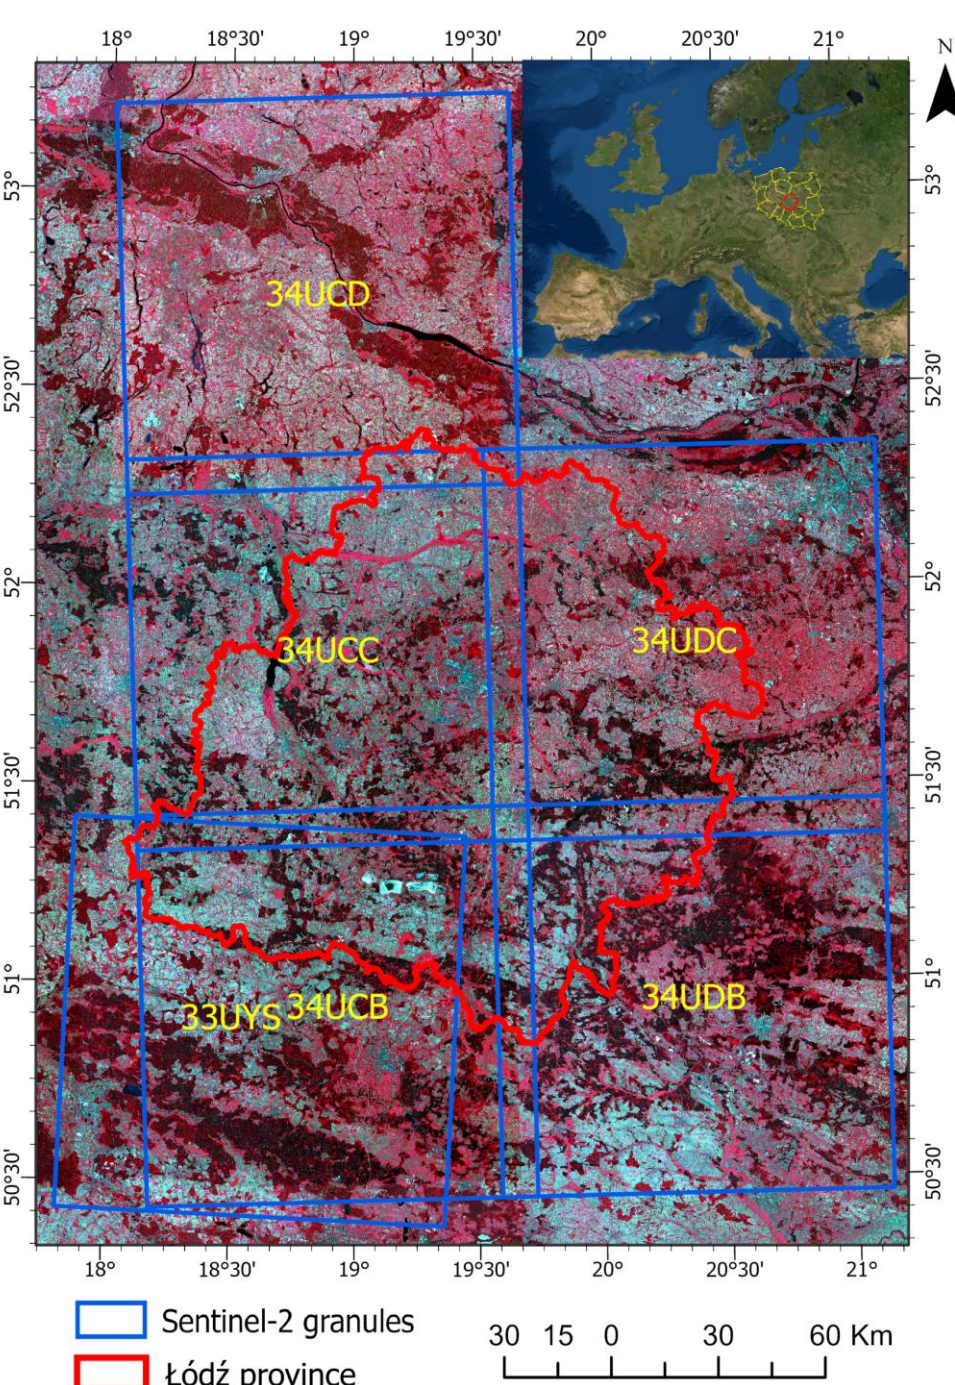 18° 18°30' 19° 19°30' 20° 20°30' 21°
N
53° 53°
34UCD
52°30' 52°30'
52° 52°
34UCC 34UDC
51°30' 51°30'
51° 51°
33UYS 34UCB 34UDB
50°30' 50°30'
18° 18°30' 19° 19°30' 20° 20°30' 21°
Sentinel-2 granules
30 15 0 30 60 Km
Łódź province